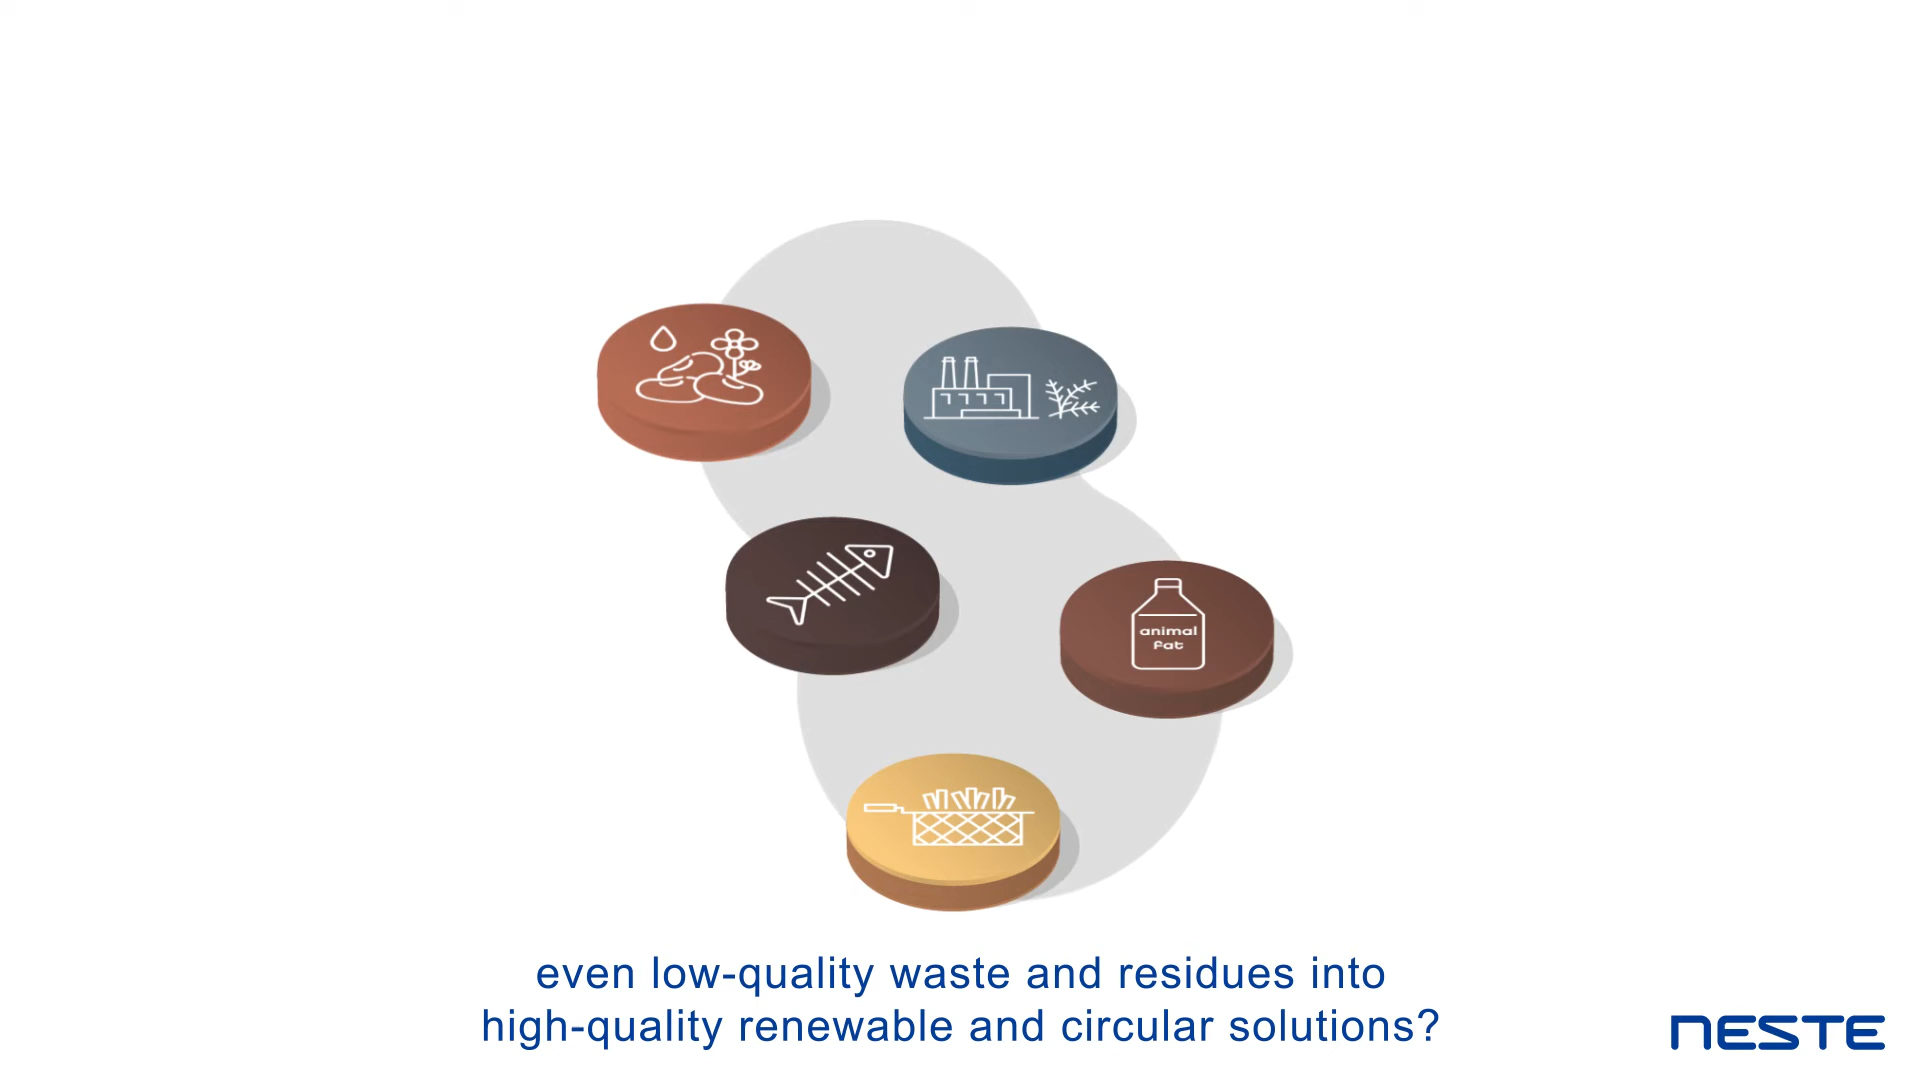 animal
fat
even low-quality waste and residues into
high-quality renewable and circular solutions?
NESTE